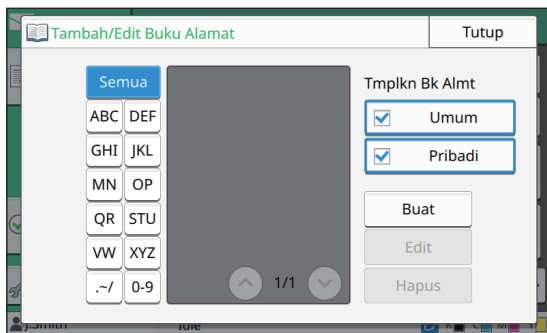 Tambah/Edit Buku Alamat
Tutup
Semua
Tmplkn Bk Almt
ABC DEF
Umum
GHI JKL
Pribadi
MN OP
QR STU
Buat
VW XYZ
Edit
.~/ 0-9
1/1
Hapus
J.Smith
Idle
K C M Y